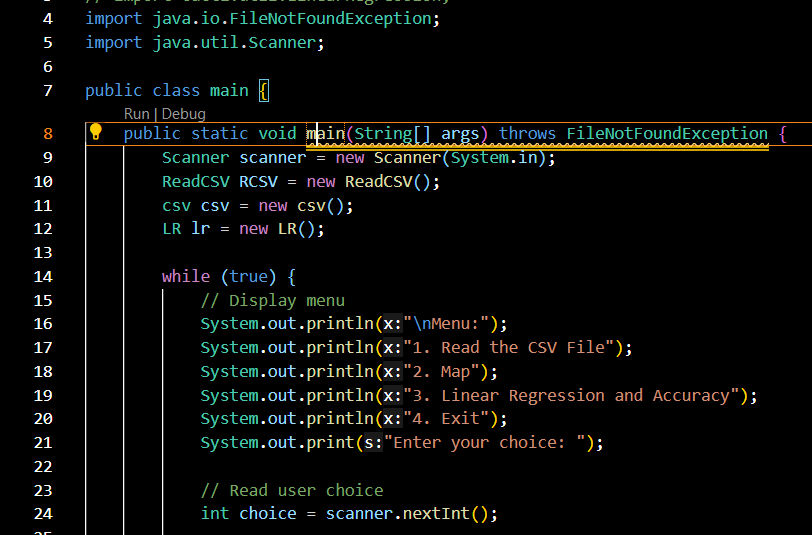 4 import java.io.FileNotFoundException;
5 import java.util.Scanner;
6
7 public class main {
Run | Debug
8 public static void main(String[] args) throws FileNotFoundException {
9 Scanner scanner = new Scanner(System.in);
10 ReadCSV RCSV = new ReadCSV();
11 csv csv = new csv();
12 LR lr = new LR();
13
14 while (true) {
15 // Display menu
16 System.out.println(x:"\nMenu:");
17 System.out.println(x:"1. Read the CSV File");
18 System.out.println(x:"2. Map");
19 System.out.println(x:"3. Linear Regression and Accuracy");
20 System.out.println(x:"4. Exit");
21 System.out.print(s:"Enter your choice: ");
22
23 // Read user choice
24 int choice = scanner.nextInt();